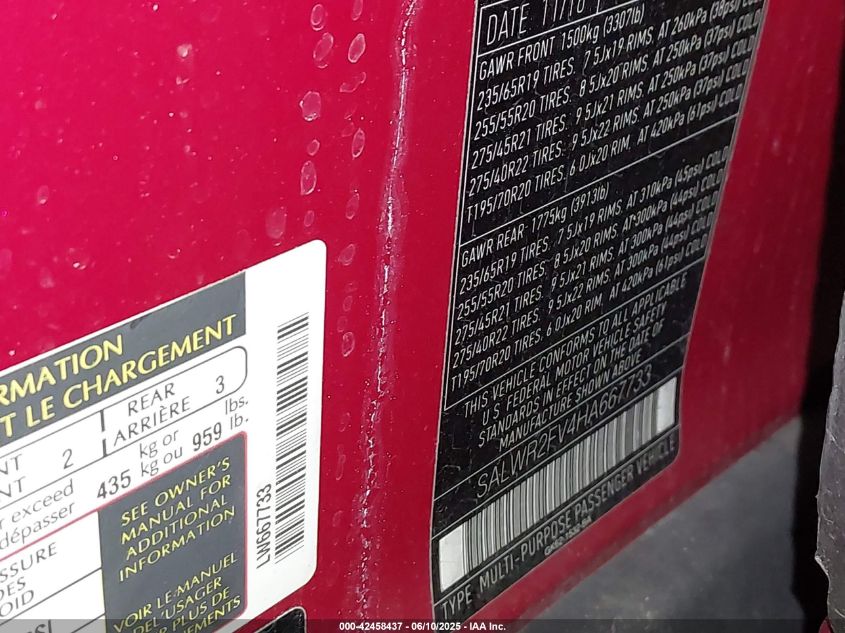 DATE 11/16
GAWR FRONT 1500kg (3307lb)
235/65R19 TIRES 7.5Jx19 RIMS AT 260kPa (38psi) COLD
255/55R20 TIRES 8.5Jx20 RIMS AT 250kPa (37psi) COLD
275/45R21 TIRES 9.5Jx21 RIMS AT 250kPa (37psi) COLD
275/40R22 TIRES 9.5Jx22 RIMS AT 250kPa (37psi) COLD
T195/70R20 TIRES 6.0Jx20 RIM, AT 420kPa (61psi) COLD
GAWR REAR 1775kg (3913lb)
235/65R19 TIRES 7.5Jx19 RIMS AT 310kPa (45psi) COLD
255/55R20 TIRES 8.5Jx20 RIMS AT 300kPa (44psi) COLD
275/45R21 TIRES 9.5Jx21 RIMS AT 300kPa (44psi) COLD
275/40R22 TIRES 9.5Jx22 RIMS AT 300kPa (44psi) COLD
T195/70R20 TIRES 6.0Jx20 RIM, AT 420kPa (61psi) COLD
THIS VEHICLE CONFORMS TO ALL APPLICABLE
U.S FEDERAL MOTOR VEHICLE SAFETY
STANDARDS IN EFFECT ON THE DATE OF
MANUFACTURE SHOWN ABOVE
SALWR2FV4HA667733
TYPE MULTI-PURPOSE PASSENGER VEHICLE
RMATION
T LE CHARGEMENT
NT 2 REAR 3
NT ARRIÈRE
r exceed 435 kg or 959 lbs.
dépasser kg ou lb.
SSURE
DES
OID
SEE OWNER'S
MANUAL FOR
ADDITIONAL
INFORMATION
VOIR LE MANUEL
DE L'USAGER
POUR PLUS DE
LW667733
000-42458437 - 06/10/2025 - IAA Inc.